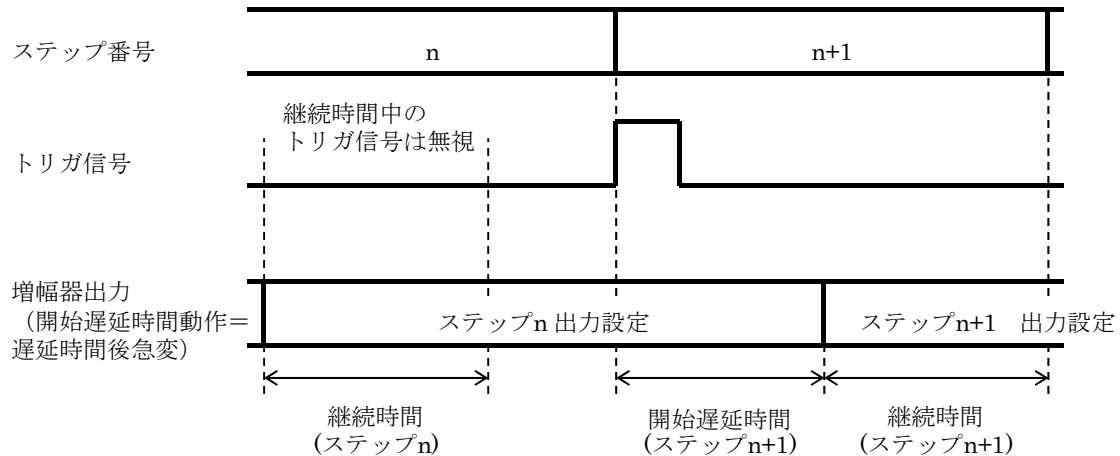 ステップ番号
n
n+1
継続時間中の
トリガ信号は無視
トリガ信号
増幅器出力
（開始遅延時間動作＝
遅延時間後急変）
ステップn 出力設定
ステップn+1　出力設定
継続時間
(ステップn)
開始遅延時間
(ステップn+1)
継続時間
(ステップn+1)